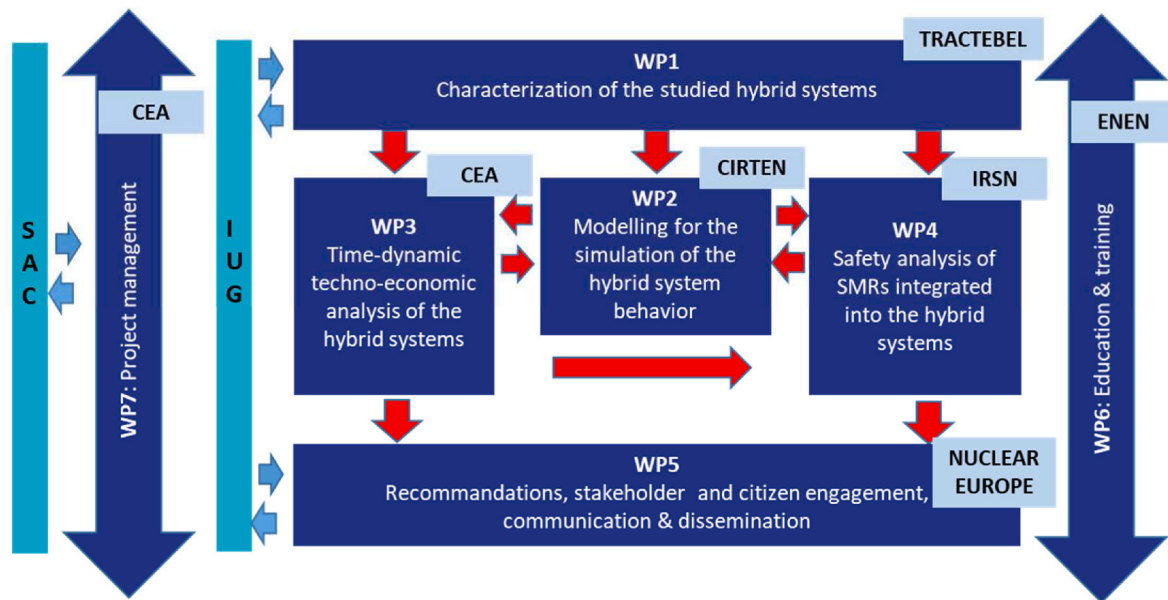 S
A
C
CEA
WP7: Project management
I
U
G
TRACTEBEL
WP1
Characterization of the studied hybrid systems
CEA
WP3
Time-dynamic
techno-economic
analysis of the
hybrid systems
CIRTEN
WP2
Modelling for the
simulation of the
hybrid system
behavior
IRSN
WP4
Safety analysis of
SMRs integrated
into the hybrid
systems
NUCLEAR
EUROPE
WP5
Recommandations, stakeholder and citizen engagement,
communication & dissemination
ENEN
WP6: Education & training